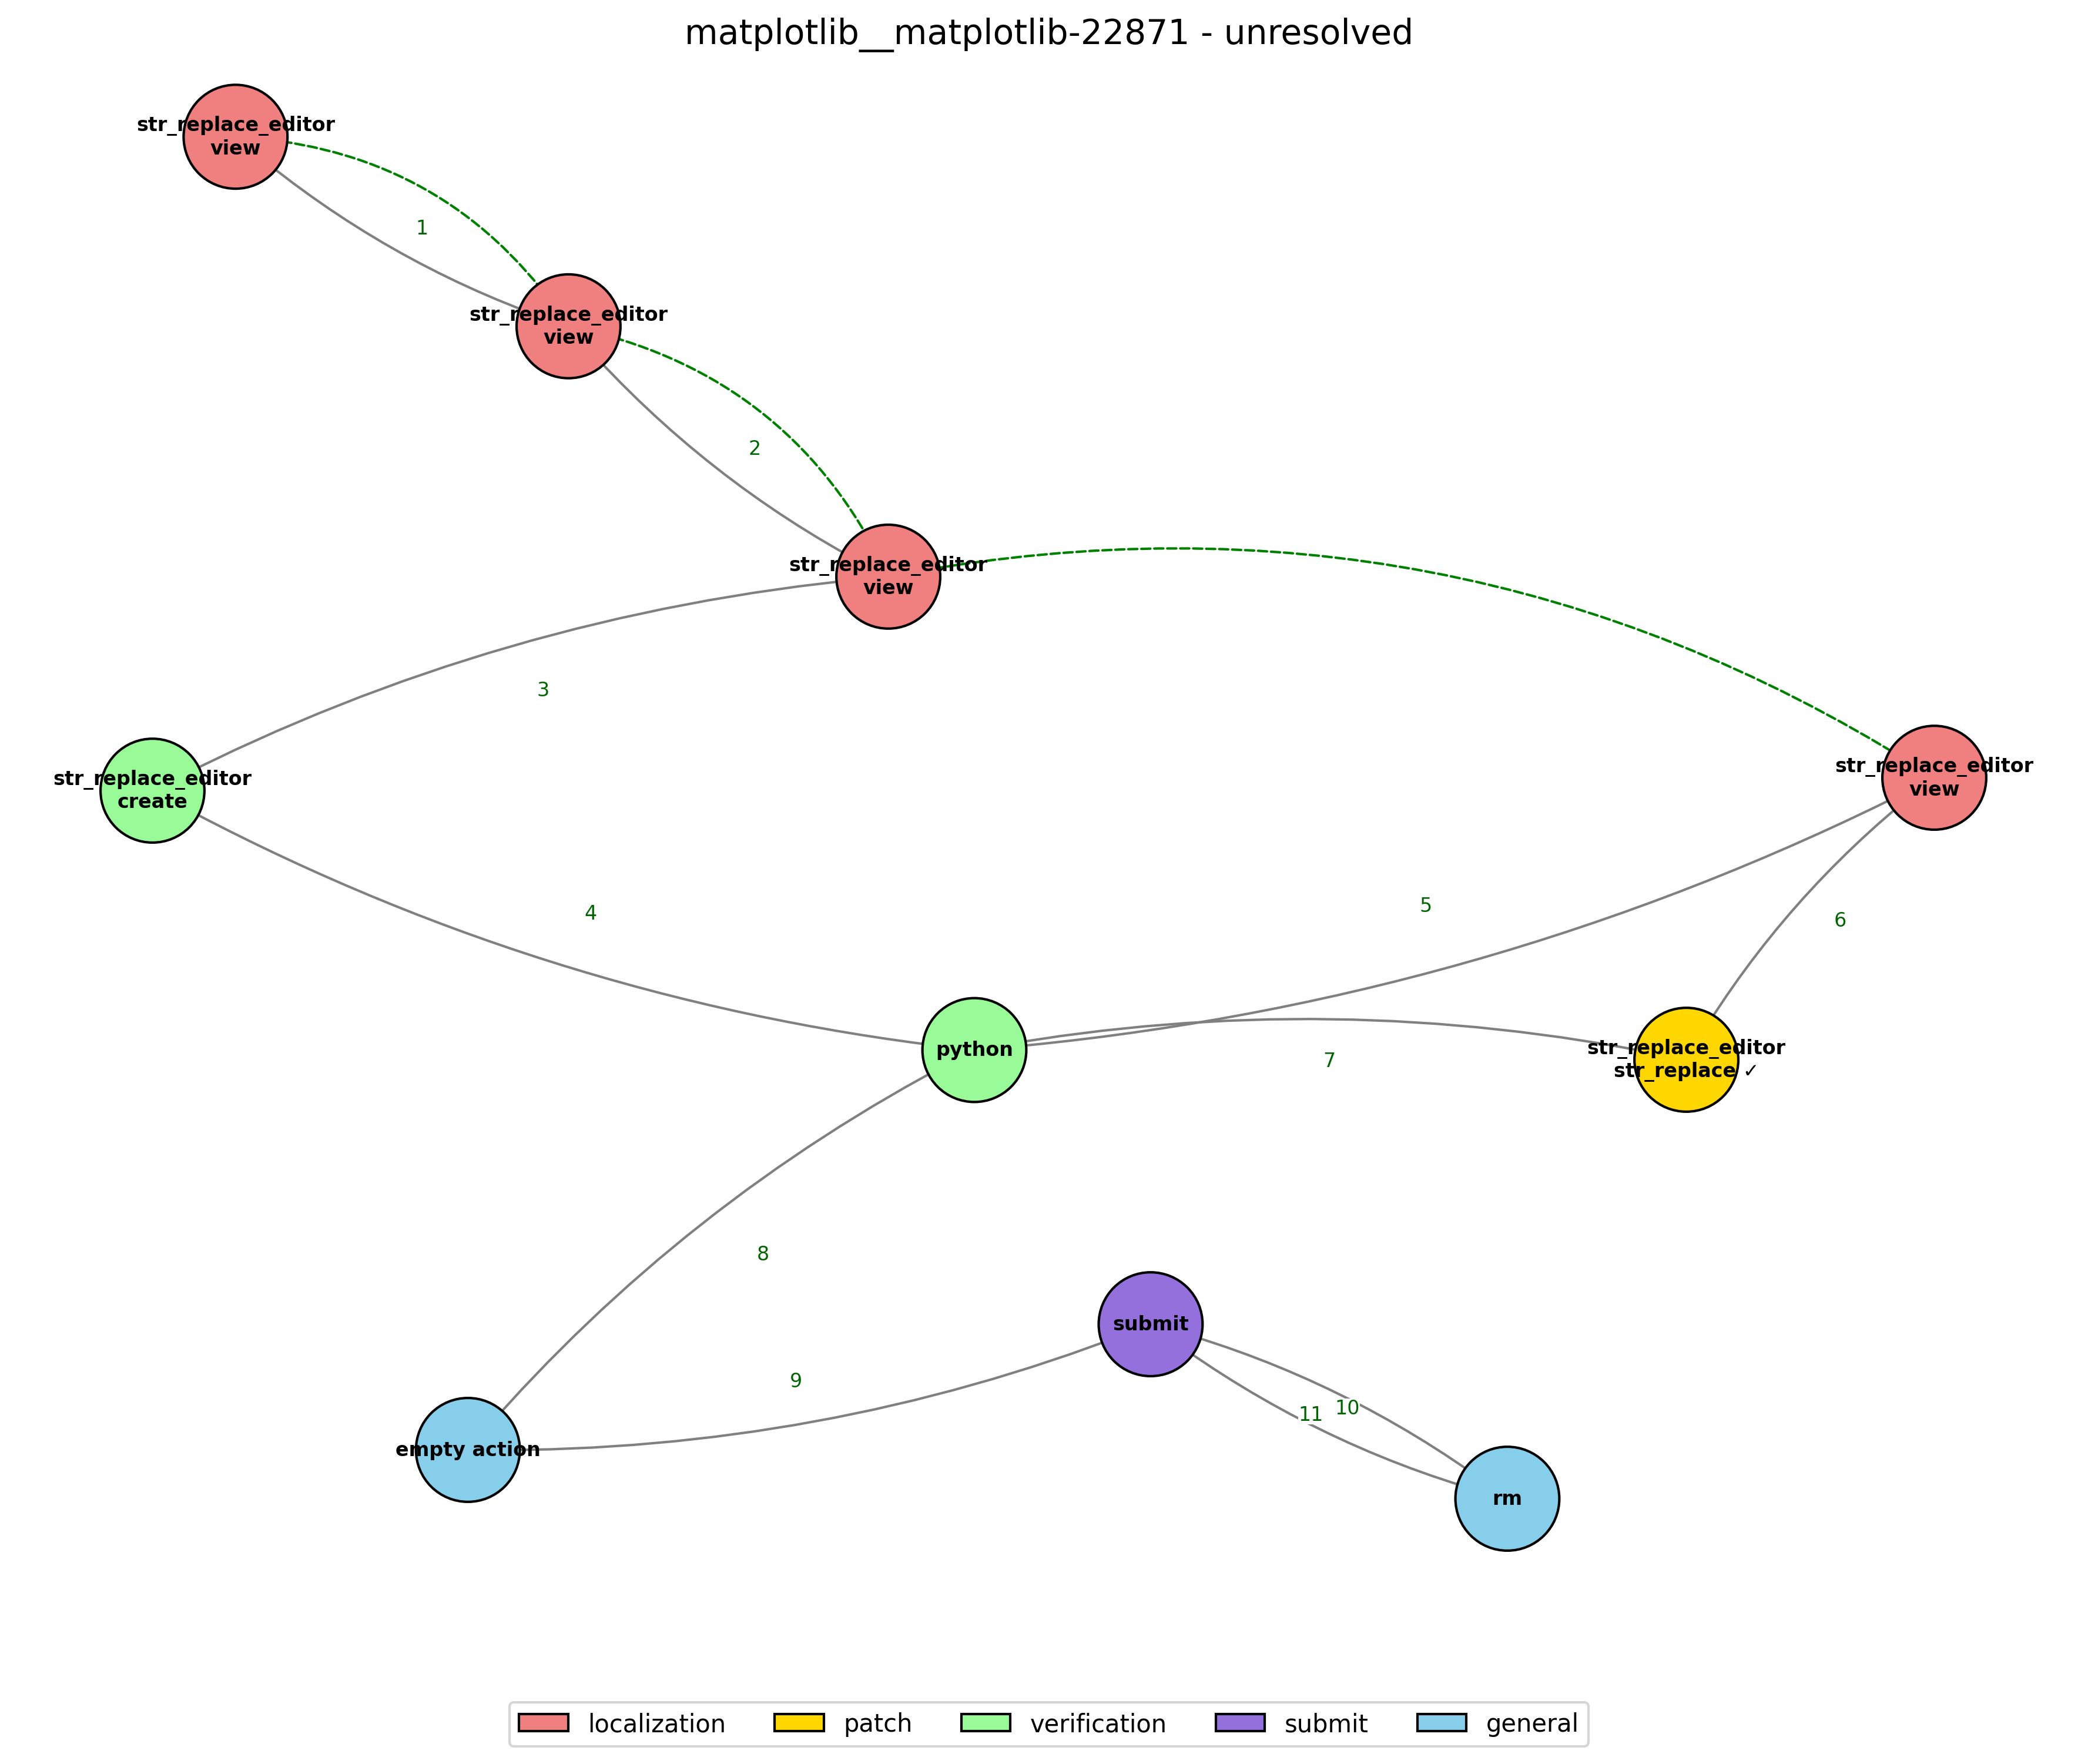 matplotlib__matplotlib-22871 - unresolved
str_replace_editor
view
1
str_replace_editor
view
2
str_replace_editor
view
3
str_replace_editor
create
str_replace_editor
view
4
5
6
python
7
str_replace_editor
str_replace ✓
8
submit
9
10
11
empty action
rm
localization
patch
verification
submit
general